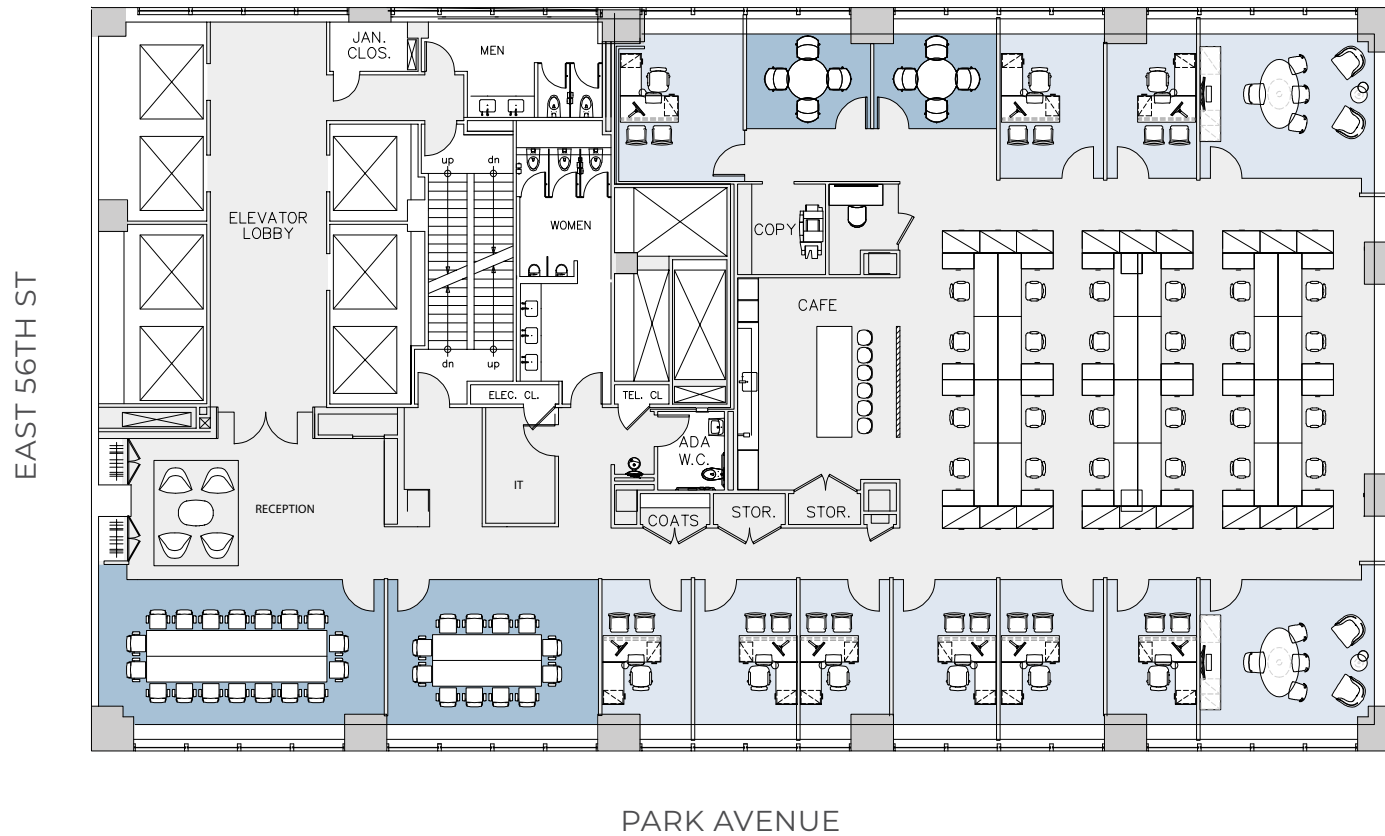 JAN.
CLOS.
MEN
up
dn
ELEVATOR
LOBBY
WOMEN
COPY
CAFE
dn
up
ELEC. CL.
TEL. CL
ADA
W.C.
IT
RECEPTION
COATS
STOR.
STOR.
EAST 56TH ST
PARK AVENUE